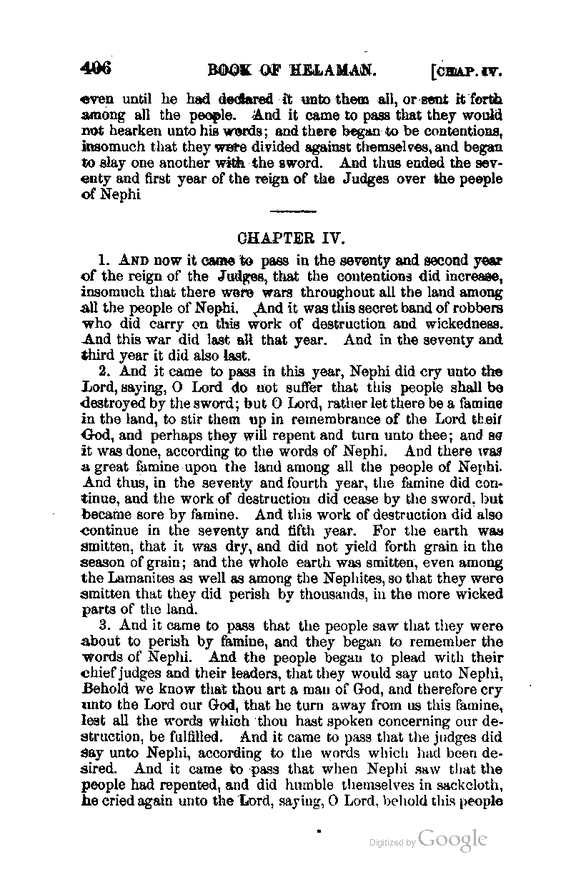 406 BOOK OF HELAMAN. [CHAP. IV.
even until he had declared it unto them all, or sent it forth
among all the people. And it came to pass that they would
not hearken unto his words; and there began to be contentions,
insomuch that they were divided against themselves, and began
to slay one another with the sword. And thus ended the sev-
enty and first year of the reign of the Judges over the people
of Nephi
CHAPTER IV.
1. AND now it came to pass in the seventy and second year
of the reign of the Judges, that the contentions did increase,
insomuch that there were wars throughout all the land among
all the people of Nephi. And it was this secret band of robbers
who did carry on this work of destruction and wickedness.
And this war did last all that year. And in the seventy and
third year it did also last.
2. And it came to pass in this year, Nephi did cry unto the
Lord, saying, O Lord do not suffer that this people shall be
destroyed by the sword; but O Lord, rather let there be a famine
in the land, to stir them up in remembrance of the Lord their
God, and perhaps they will repent and turn unto thee; and so
it was done, according to the words of Nephi. And there was
a great famine upon the land among all the people of Nephi.
And thus, in the seventy and fourth year, the famine did con-
tinue, and the work of destruction did cease by the sword, but
became sore by famine. And this work of destruction did also
continue in the seventy and fifth year. For the earth was
smitten, that it was dry, and did not yield forth grain in the
season of grain; and the whole earth was smitten, even among
the Lamanites as well as among the Nephites, so that they were
smitten that they did perish by thousands, in the more wicked
parts of the land.
3. And it came to pass that the people saw that they were
about to perish by famine, and they began to remember the
words of Nephi. And the people began to plead with their
chief judges and their leaders, that they would say unto Nephi,
Behold we know that thou art a man of God, and therefore cry
unto the Lord our God, that he turn away from us this famine,
lest all the words which thou hast spoken concerning our de-
struction, be fulfilled. And it came to pass that the judges did
say unto Nephi, according to the words which had been de-
sired. And it came to pass that when Nephi saw that the
people had repented, and did humble themselves in sackcloth,
he cried again unto the Lord, saying, O Lord, behold this people
Digitized by Google